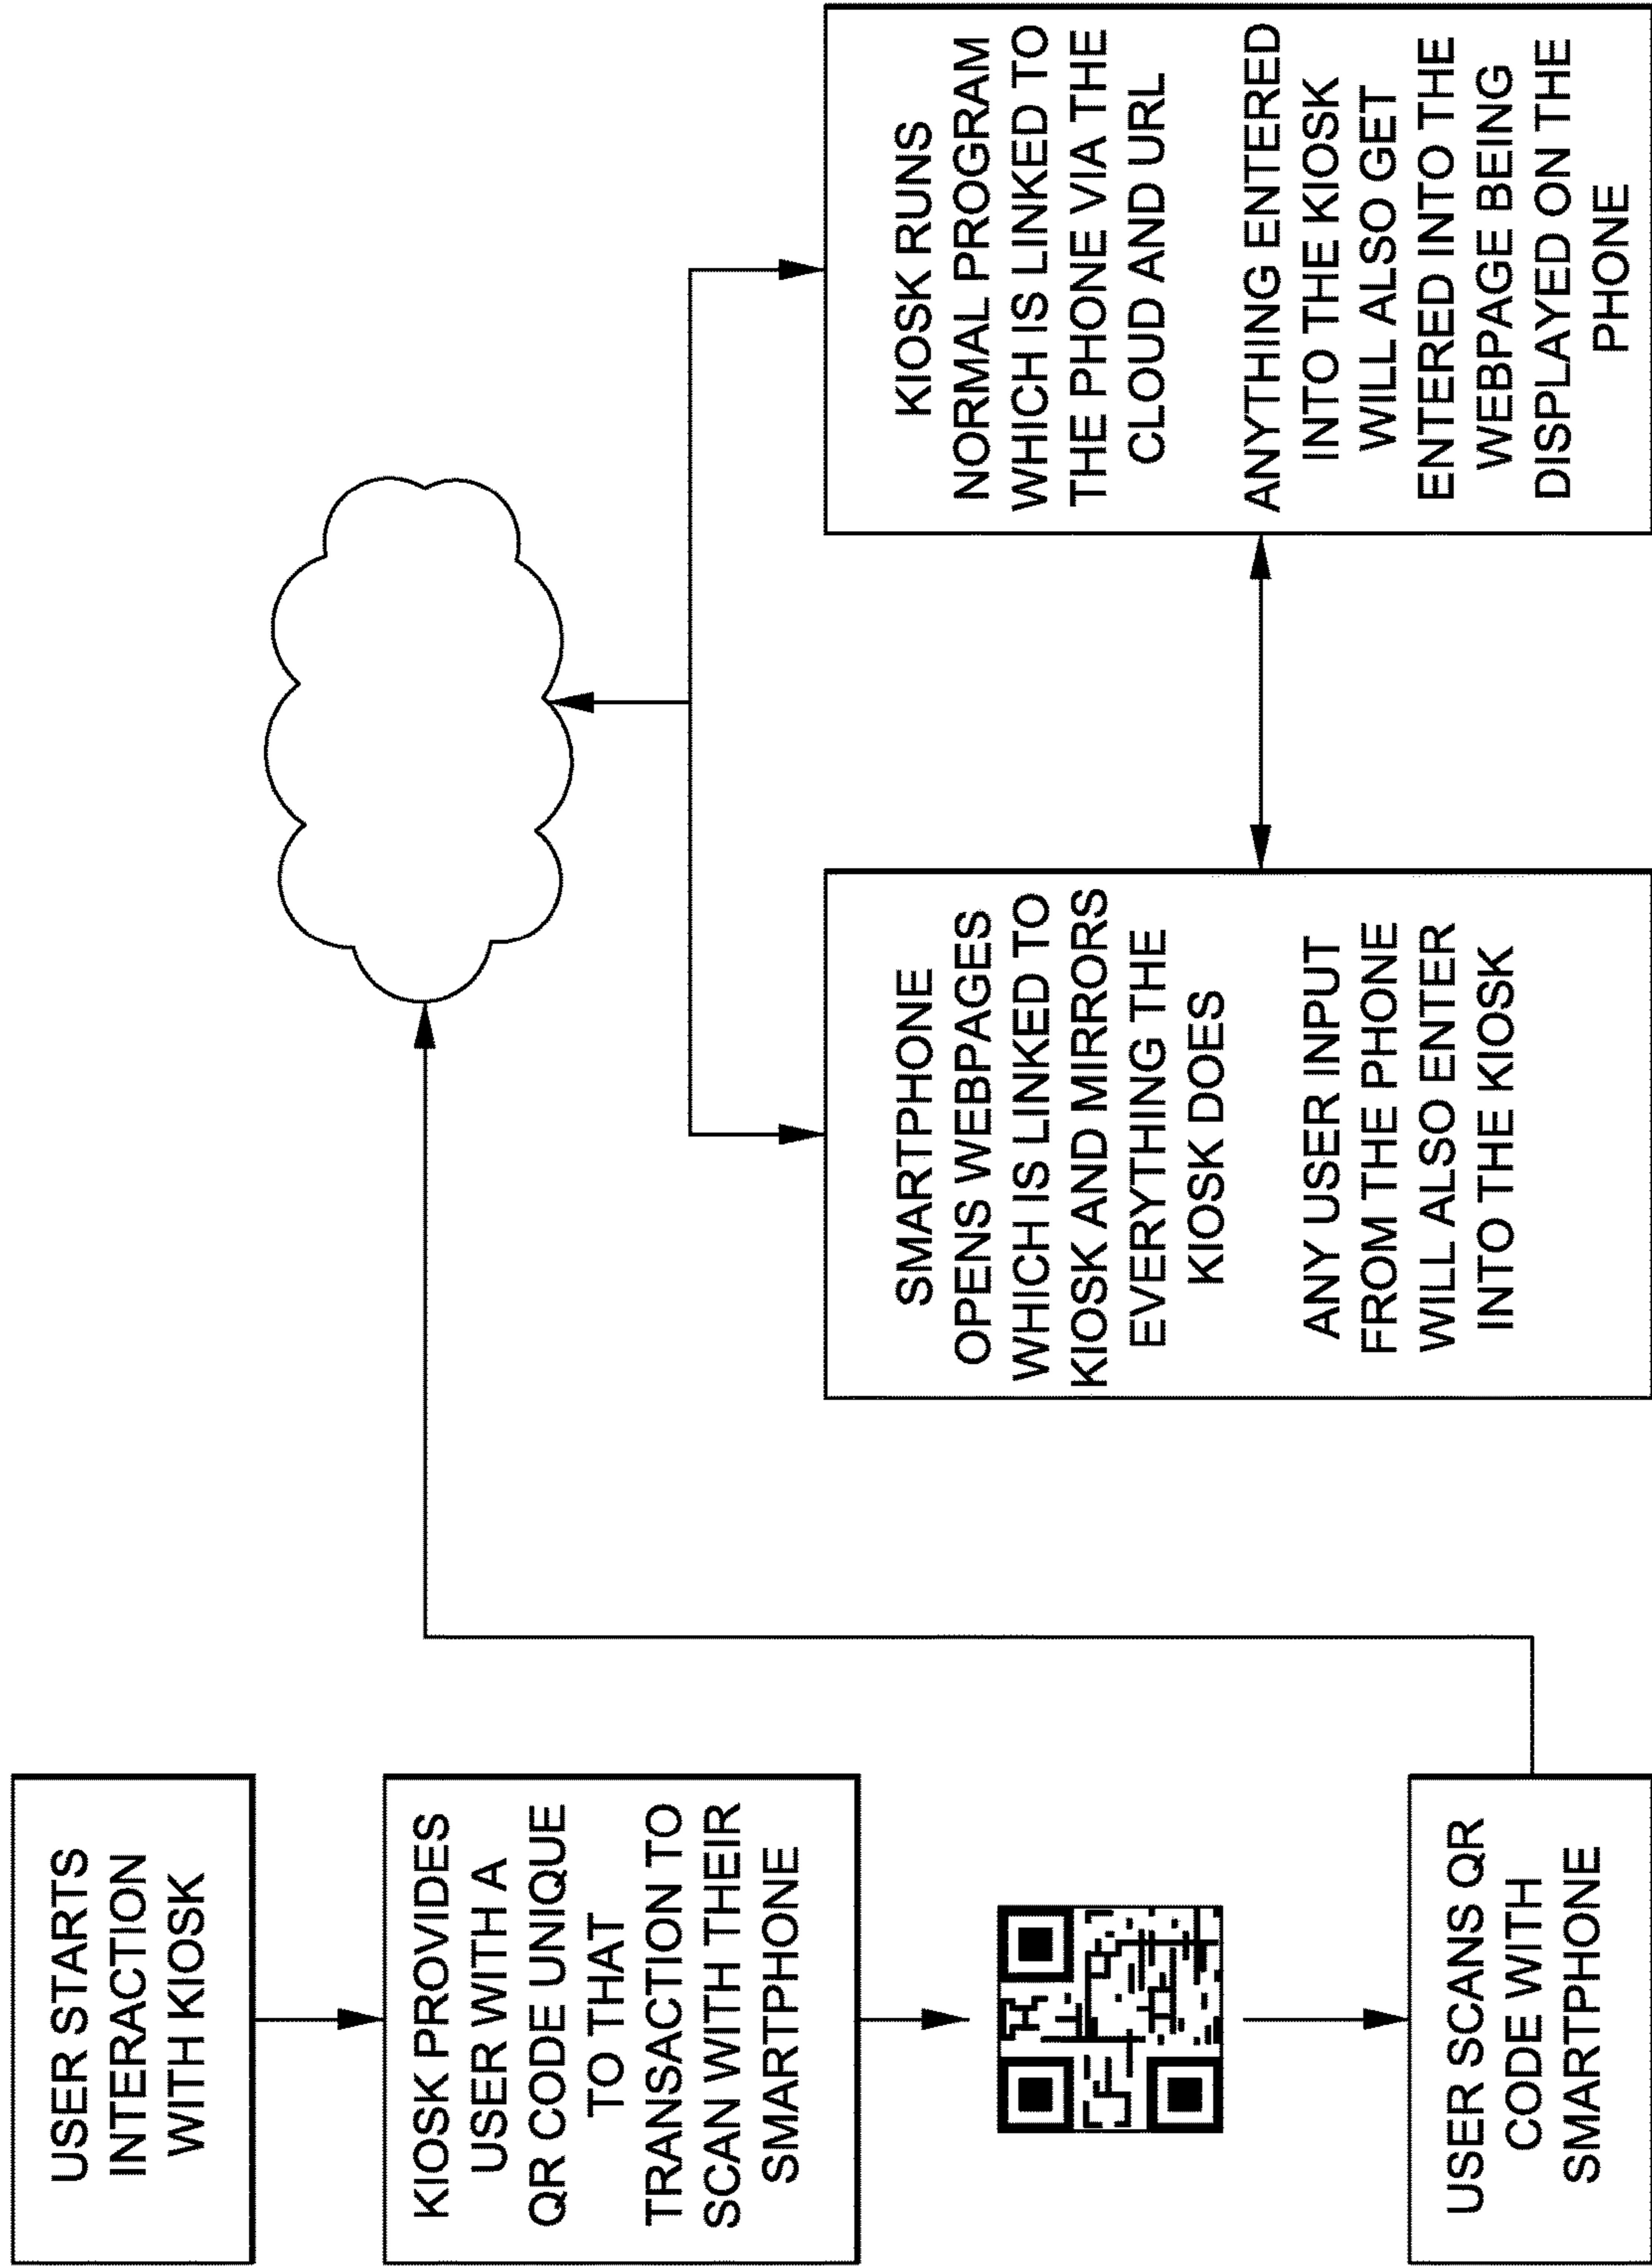 USER STARTS
INTERACTION
WITH KIOSK
KIOSK PROVIDES
USER WITH A
QR CODE UNIQUE
TO THAT
TRANSACTION TO
SCAN WITH THEIR
SMARTPHONE
USER SCANS QR
CODE WITH
SMARTPHONE
SMARTPHONE
OPENS WEBPAGES
WHICH IS LINKED TO
KIOSK AND MIRRORS
EVERYTHING THE
KIOSK DOES
ANY USER INPUT
FROM THE PHONE
WILL ALSO ENTER
INTO THE KIOSK
KIOSK RUNS
NORMAL PROGRAM
WHICH IS LINKED TO
THE PHONE VIA THE
CLOUD AND URL
ANYTHING ENTERED
INTO THE KIOSK
WILL ALSO GET
ENTERED INTO THE
WEBPAGE BEING
DISPLAYED ON THE
PHONE